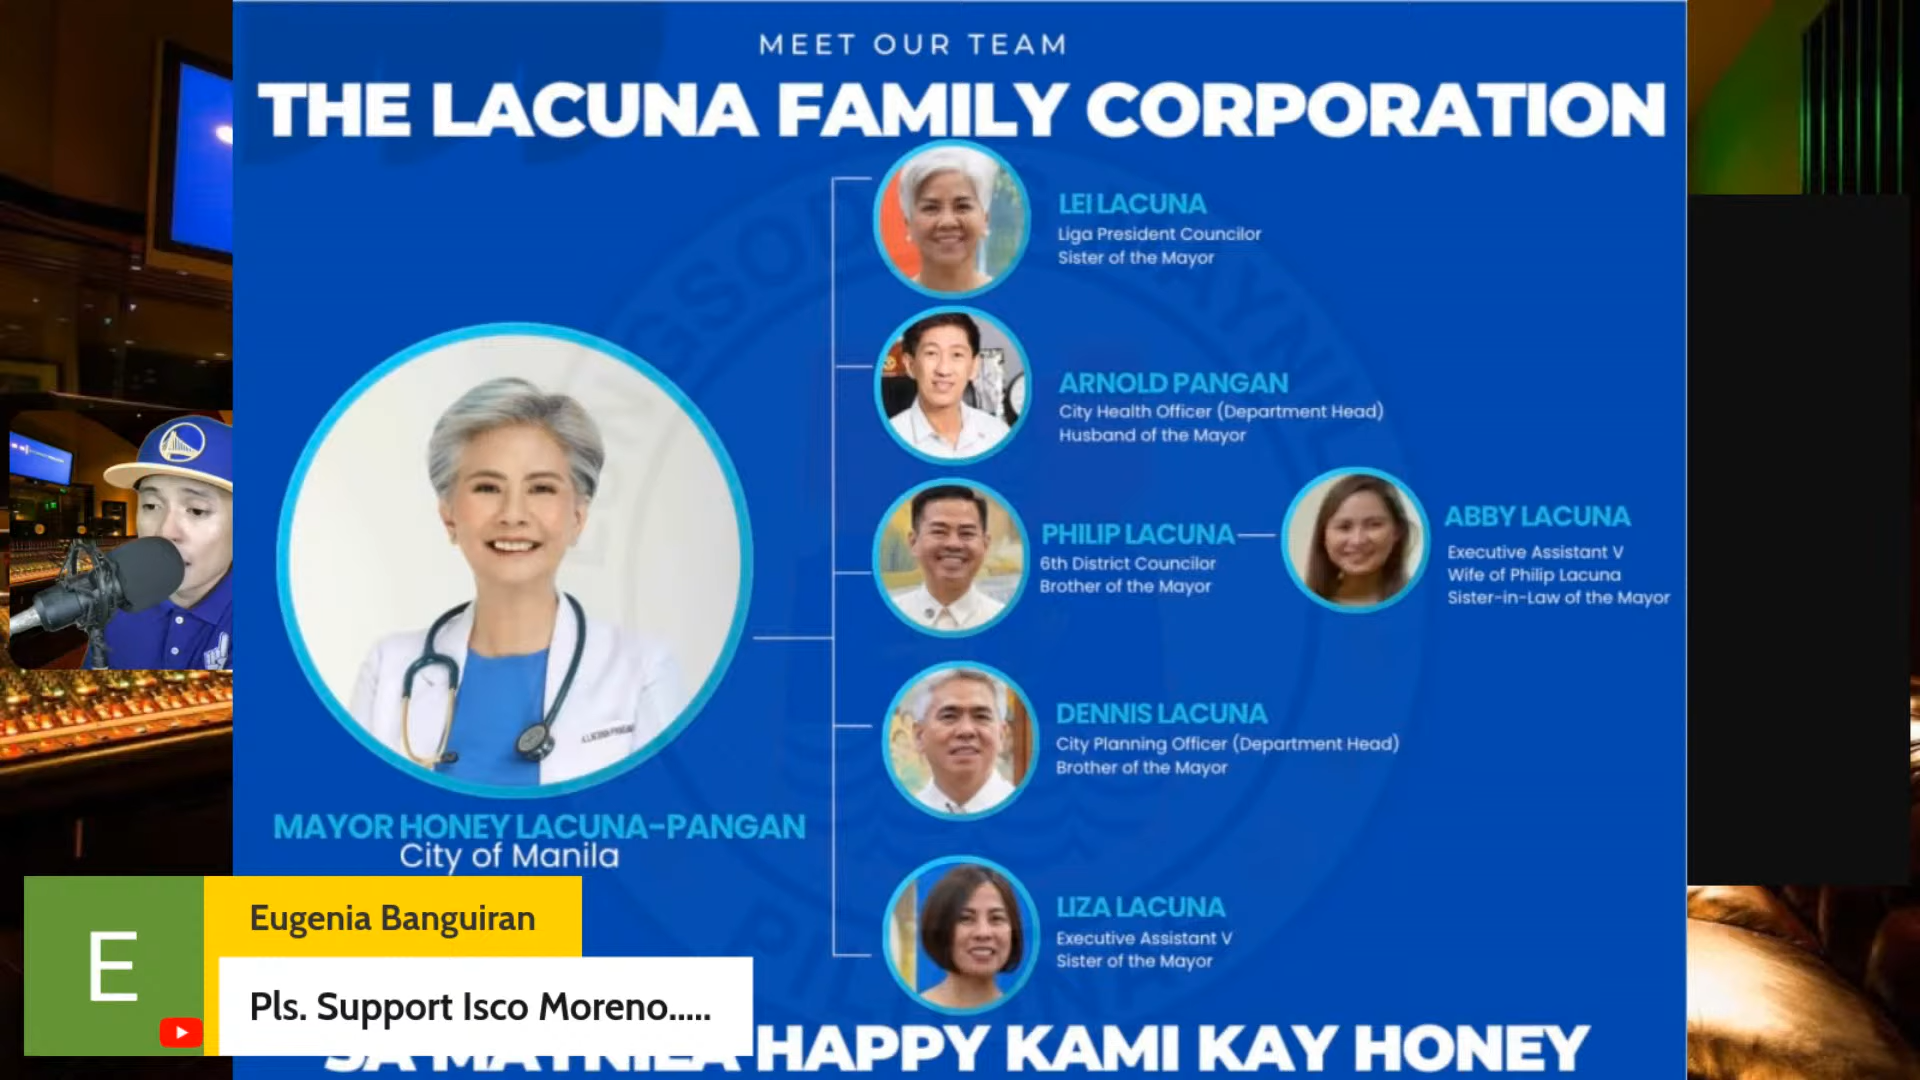 MEET OUR TEAM
THE LACUNA FAMILY CORPORATION
LEI LACUNA
Liga President Councilor
Sister of the Mayor
ARNOLD PANGAN
City Health Officer (Department Head)
Husband of the Mayor
PHILIP LACUNA
6th District Councilor
Brother of the Mayor
ABBY LACUNA
Executive Assistant V
Wife of Philip Lacuna
Sister-in-Law of the Mayor
DENNIS LACUNA
City Planning Officer (Department Head)
Brother of the Mayor
LIZA LACUNA
Executive Assistant V
Sister of the Mayor
MAYOR HONEY LACUNA-PANGAN
City of Manila
E
Eugenia Banguiran
Pls. Support Isco Moreno.....
SA MAYNILA HAPPY KAMI KAY HONEY